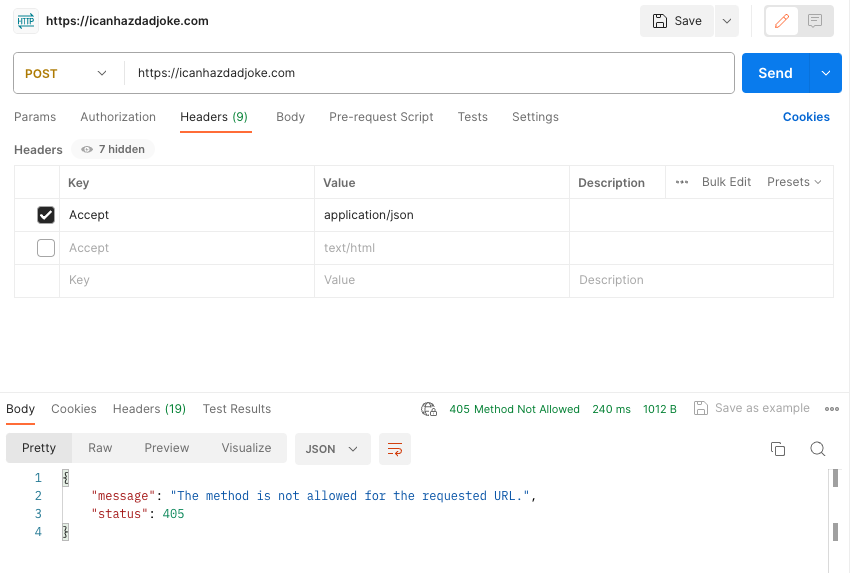 HTTP https://icanhazdadjoke.com Save
POST https://icanhazdadjoke.com Send
Params Authorization Headers (9) Body Pre-request Script Tests Settings Cookies
Headers 7 hidden
Key Value Description Bulk Edit Presets
Accept application/json
Accept text/html
Key Value Description
Body Cookies Headers (19) Test Results 405 Method Not Allowed 240 ms 1012 B Save as example
Pretty Raw Preview Visualize JSON
1 {
2 "message": "The method is not allowed for the requested URL.",
3 "status": 405
4 }